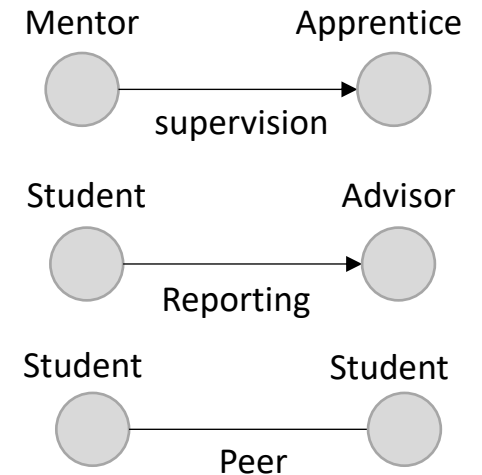 Mentor Apprentice
supervision
Student Advisor
Reporting
Student Student
Peer